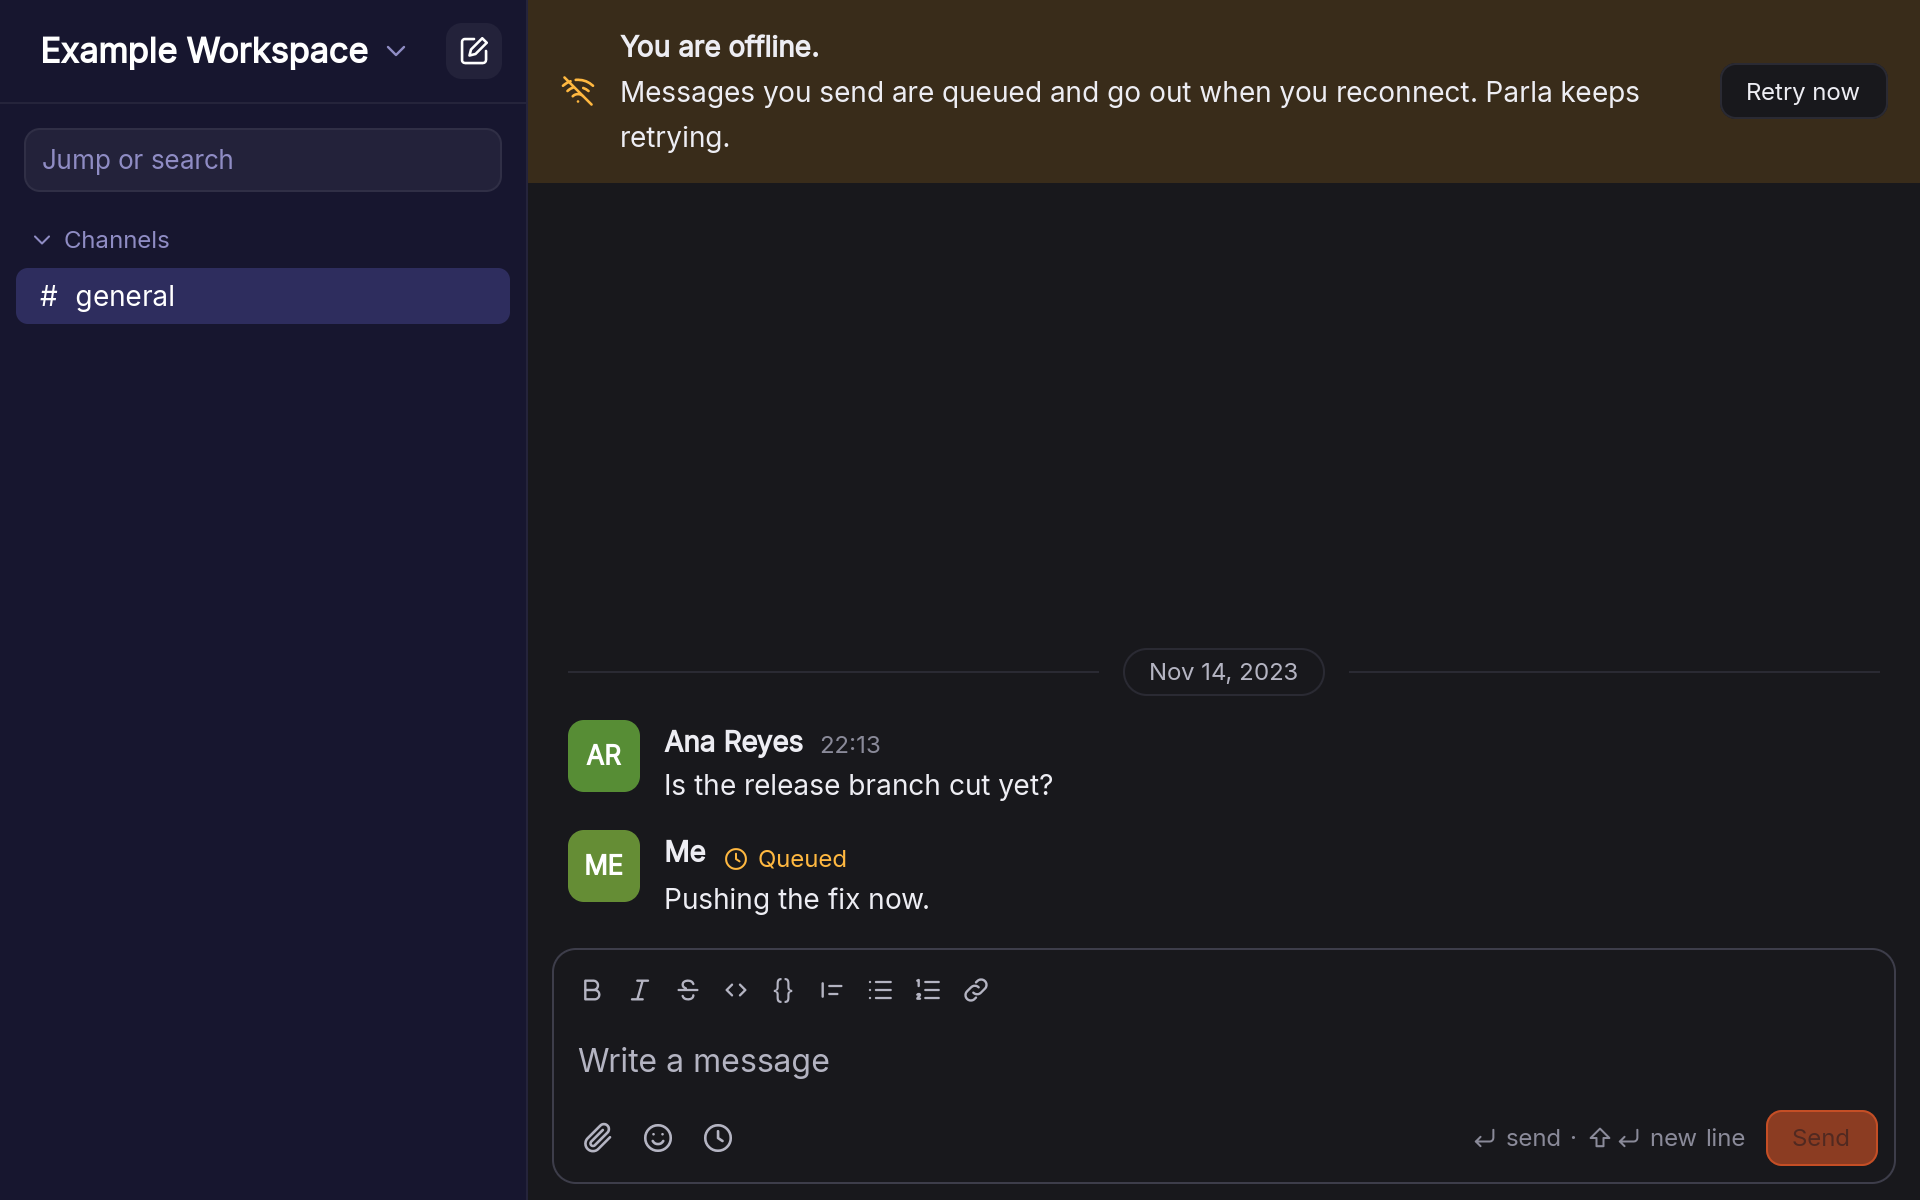 Example Workspace
Jump or search
Channels
# general
You are offline.
Messages you send are queued and go out when you reconnect. Parla keeps
retrying.
Retry now
Nov 14, 2023
AR
Ana Reyes 22:13
Is the release branch cut yet?
ME
Me Queued
Pushing the fix now.
Write a message
send · new line
Send